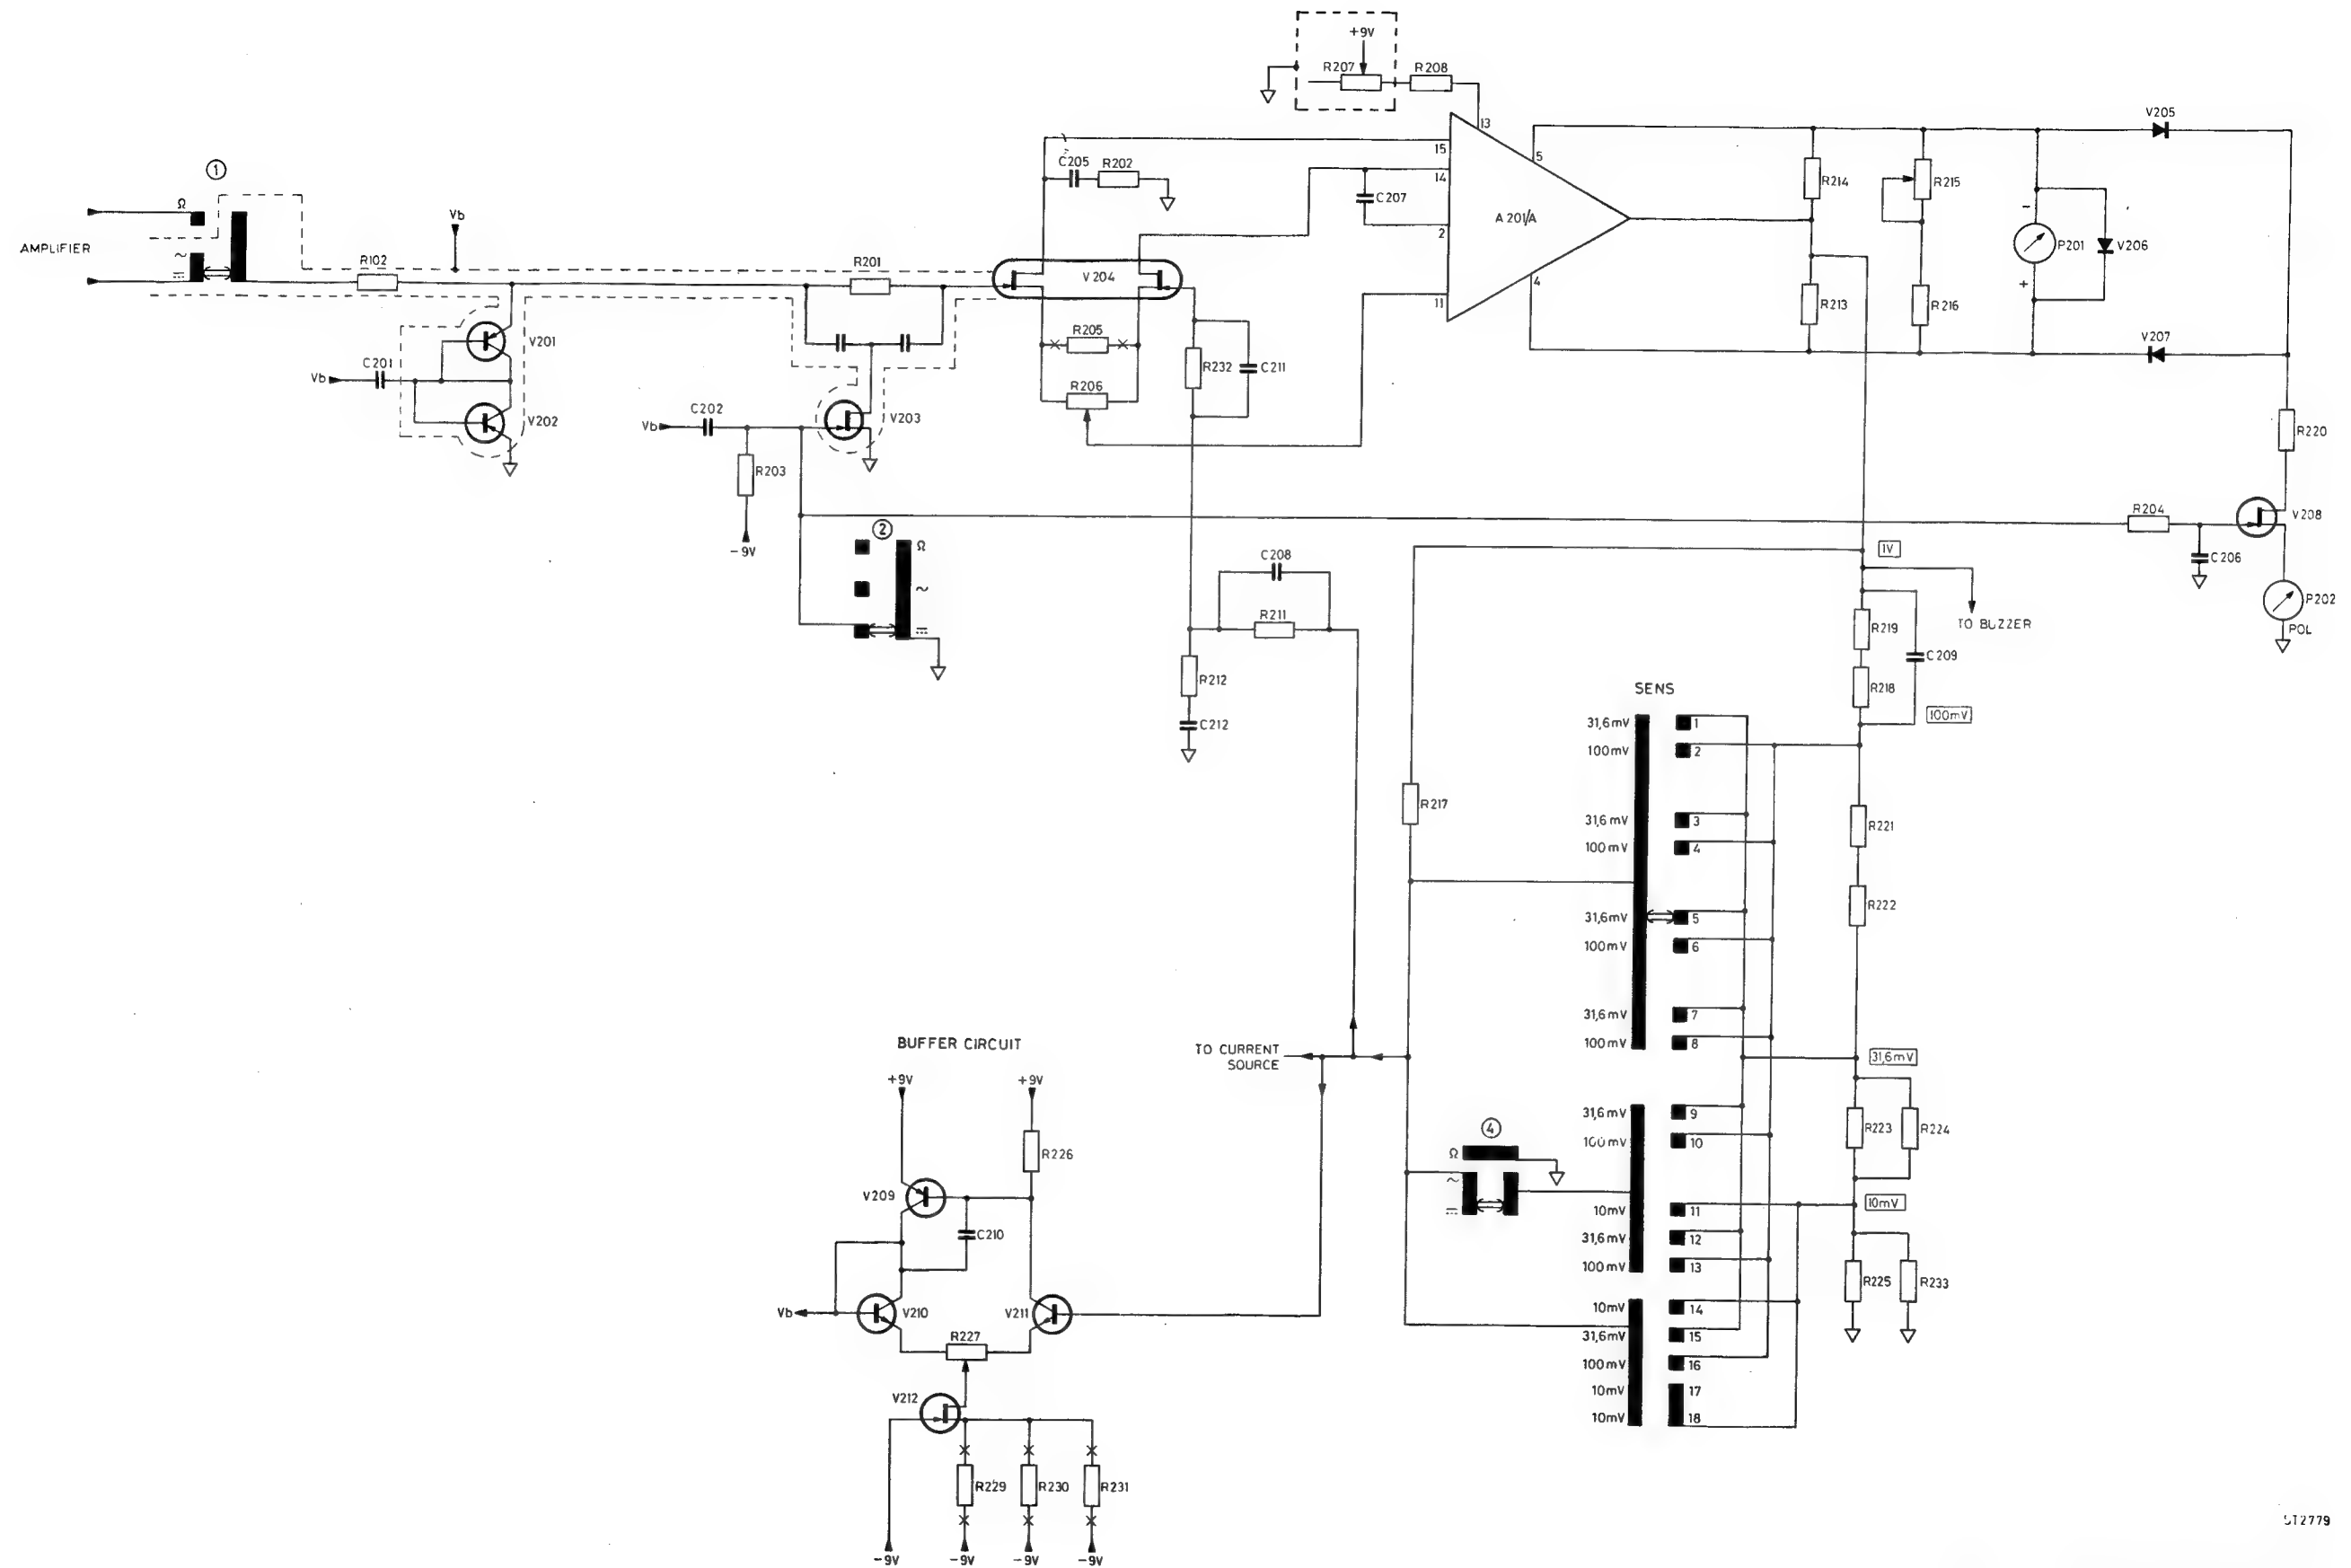 +9V
R207
R208
13
V205
15
5
C205
R202
14
R214
R215
①
Ω
C207
A201/A
Vb
2
P201
V206
AMPLIFIER
~
R102
R201
V204
-
+
4
11
R213
R216
V201
R205
V207
C201
Vb
R232
C211
R206
V202
C202
Vb
V203
R220
R203
②
R204
V208
-9V
Ω
1V
C208
C206
~
P202
R211
R219
TO BUZZER
POL
C209
R212
R218
SENS
C212
31,6mV
1
100mV
100mV
2
R217
31,6mV
3
R221
100mV
4
R222
31,6mV
5
100mV
6
31,6mV
7
BUFFER CIRCUIT
100mV
8
TO CURRENT
SOURCE
31,6mV
+9V
+9V
31,6mV
9
④
R223
R224
R226
100mV
10
Ω
V209
~
10mV
10mV
11
C210
31,6mV
12
100mV
13
R225
R233
Vb
V210
V211
10mV
14
R227
31,6mV
15
100mV
16
V212
10mV
17
10mV
18
R229
R230
R231
-9V
-9V
-9V
-9V
ST2779